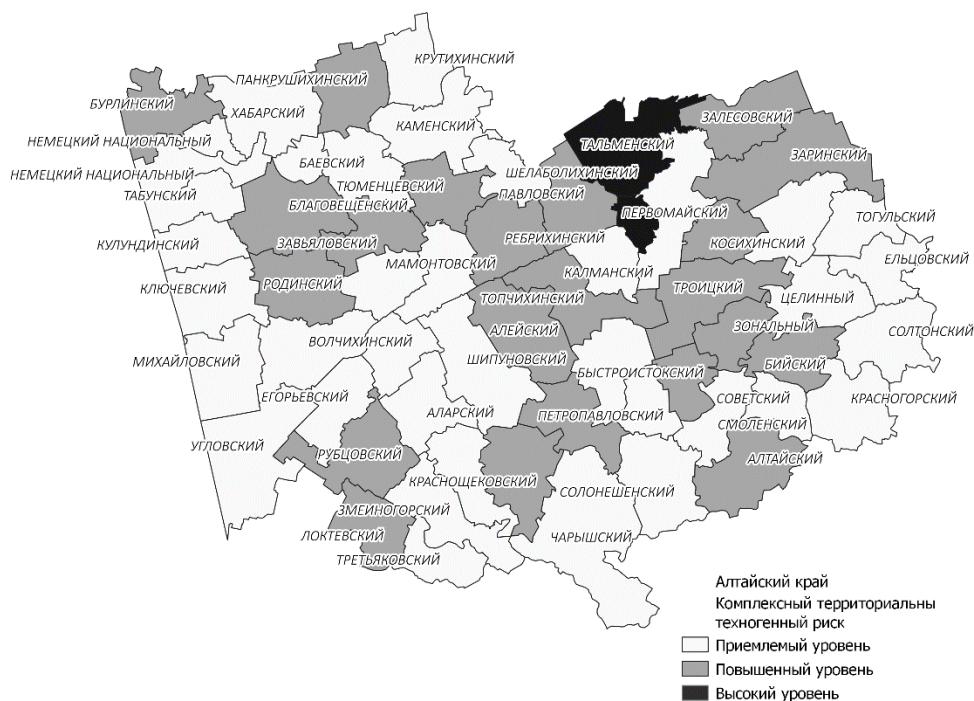 КРУТИХИНСКИЙ
ПАНКРУШИХИНСКИЙ
БУРЛИНСКИЙ
ХАБАРСКИЙ
ЗАЛЕСОВСКИЙ
КАМЕНСКИЙ
НЕМЕЦКИЙ НАЦИОНАЛЬНЫЙ
ТАЛЬМЕНСКИЙ
ЗАРИНСКИЙ
БАЕВСКИЙ
НЕМЕЦКИЙ НАЦИОНАЛЬНЫЙ
ШЕЛАБОЛИХИНСКИЙ
ТЮМЕНЦЕВСКИЙ
ТАБУНСКИЙ
ПАВЛОВСКИЙ
БЛАГОВЕЩЕНСКИЙ
ПЕРВОМАЙСКИЙ
ТОГУЛЬСКИЙ
РЕБРИХИНСКИЙ
ЗАВЬЯЛОВСКИЙ
КУЛУНДИНСКИЙ
КОСИХИНСКИЙ
ЕЛЬЦОВСКИЙ
МАМОНТОВСКИЙ
КАЛМАНСКИЙ
РОДИНСКИЙ
КЛЮЧЕВСКИЙ
ТРОИЦКИЙ
ТОПЧИХИНСКИЙ
ЦЕЛИННЫЙ
ЗОНАЛЬНЫЙ
АЛЕЙСКИЙ
СОЛТОНСКИЙ
ВОЛЧИХИНСКИЙ
ШИПУНОВСКИЙ
МИХАЙЛОВСКИЙ
БИЙСКИЙ
БЫСТРОИСТОКСКИЙ
ЕГОРЬЕВСКИЙ
СОВЕТСКИЙ
КРАСНОГОРСКИЙ
АЛАРСКИЙ
ПЕТРОПАВЛОВСКИЙ
СМОЛЕНСКИЙ
УГЛОВСКИЙ
РУБЦОВСКИЙ
АЛТАЙСКИЙ
КРАСНОЩЕКОВСКИЙ
СОЛОНЕШЕНСКИЙ
ЗМЕИНОГОРСКИЙ
ЛОКТЕВСКИЙ
ЧАРЫШСКИЙ
ТРЕТЬЯКОВСКИЙ
Алтайский край
Комплексный территориальны
техногенный риск
Приемлемый уровень
Повышенный уровень
Высокий уровень